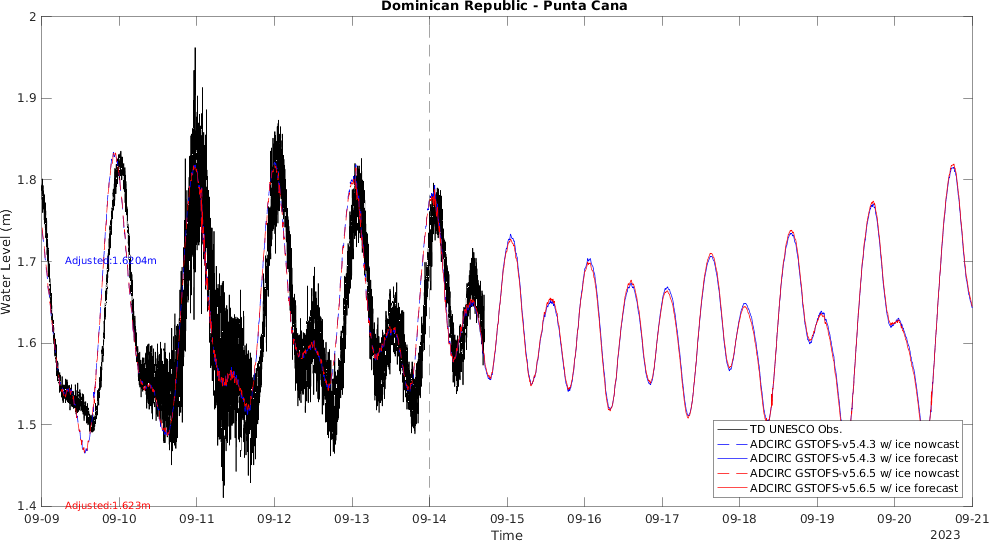 Dominican Republic - Punta Cana
2
1.9
1.8
1.7
1.6
1.5
1.4
Water Level (m)
Adjusted:1.6204m
Adjusted:1.623m
TD UNESCO Obs.
ADCIRC GSTOFS-v5.4.3 w/ ice nowcast
ADCIRC GSTOFS-v5.4.3 w/ ice forecast
ADCIRC GSTOFS-v5.6.5 w/ ice nowcast
ADCIRC GSTOFS-v5.6.5 w/ ice forecast
09-09 09-10 09-11 09-12 09-13 09-14 09-15 09-16 09-17 09-18 09-19 09-20 09-21
Time
2023